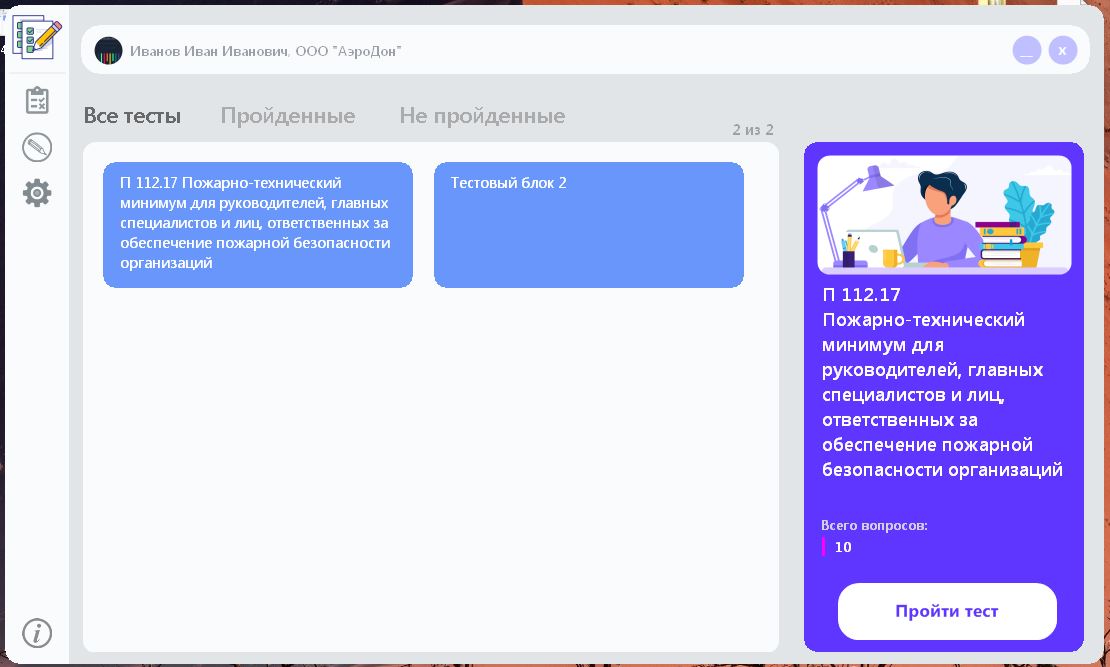 Иванов Иван Иванович, ООО "АэроДон"
_
x
Все тесты
Пройденные
Не пройденные
2 из 2
П 112.17 Пожарно-технический
минимум для руководителей, главных
специалистов и лиц, ответственных за
обеспечение пожарной безопасности
организаций
Тестовый блок 2
П 112.17
Пожарно-технический
минимум для
руководителей, главных
специалистов и лиц,
ответственных за
обеспечение пожарной
безопасности организаций
Всего вопросов:
10
Пройти тест
i